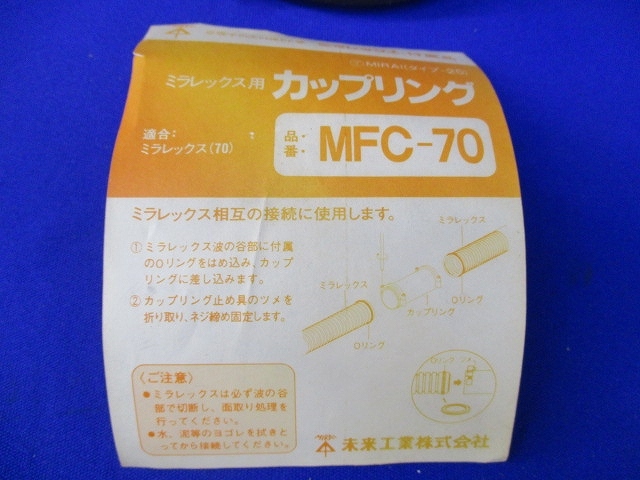 MIRAI(タイプ-25)
ミラレックス用 カップリング
適合:
ミラレックス(70)
品・番・ MFC-70
ミラレックス相互の接続に使用します。
① ミラレックス波の谷部に付属
のOリングをはめ込み、カップ
リングに差し込みます。
② カップリング止め具のツメを
折り取り、ネジ締め固定します。
ミラレックス
Oリング
カップリング
ミラレックス
Oリング
〈ご注意〉
●ミラレックスは必ず波の谷
部で切断し、面取り処理を
行ってください。
●水、泥等のヨゴレを拭きと
ってから接続してください。
未来工業株式会社